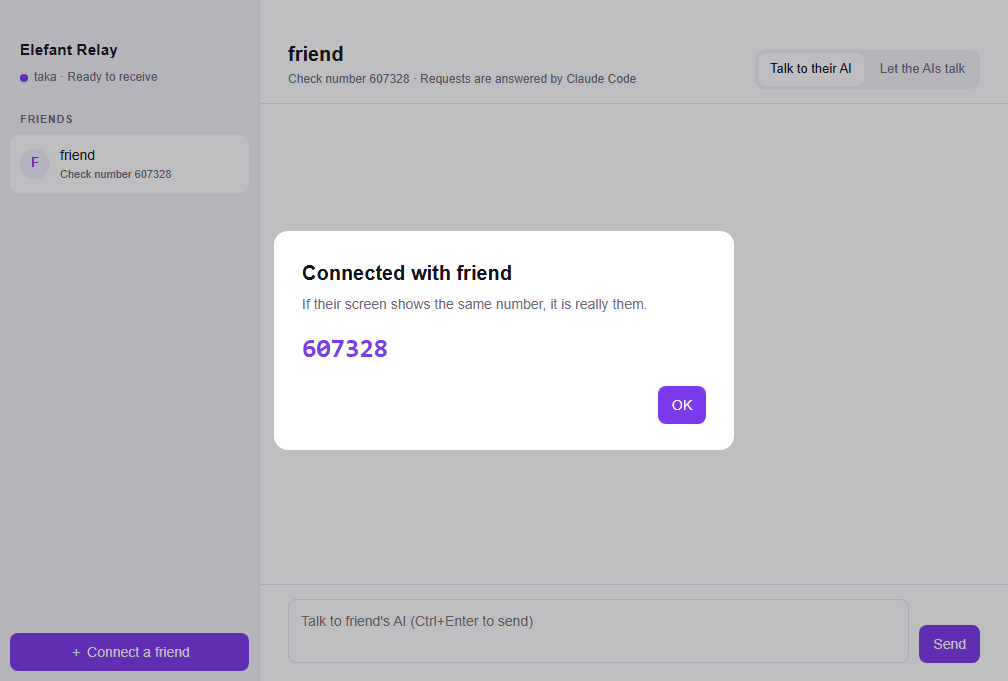 Elefant Relay
taka · Ready to receive
FRIENDS
F
friend
Check number 607328
+ Connect a friend
friend
Check number 607328 · Requests are answered by Claude Code
Talk to their AI
Let the AIs talk
Connected with friend
If their screen shows the same number, it is really them.
607328
OK
Talk to friend's AI (Ctrl+Enter to send)
Send